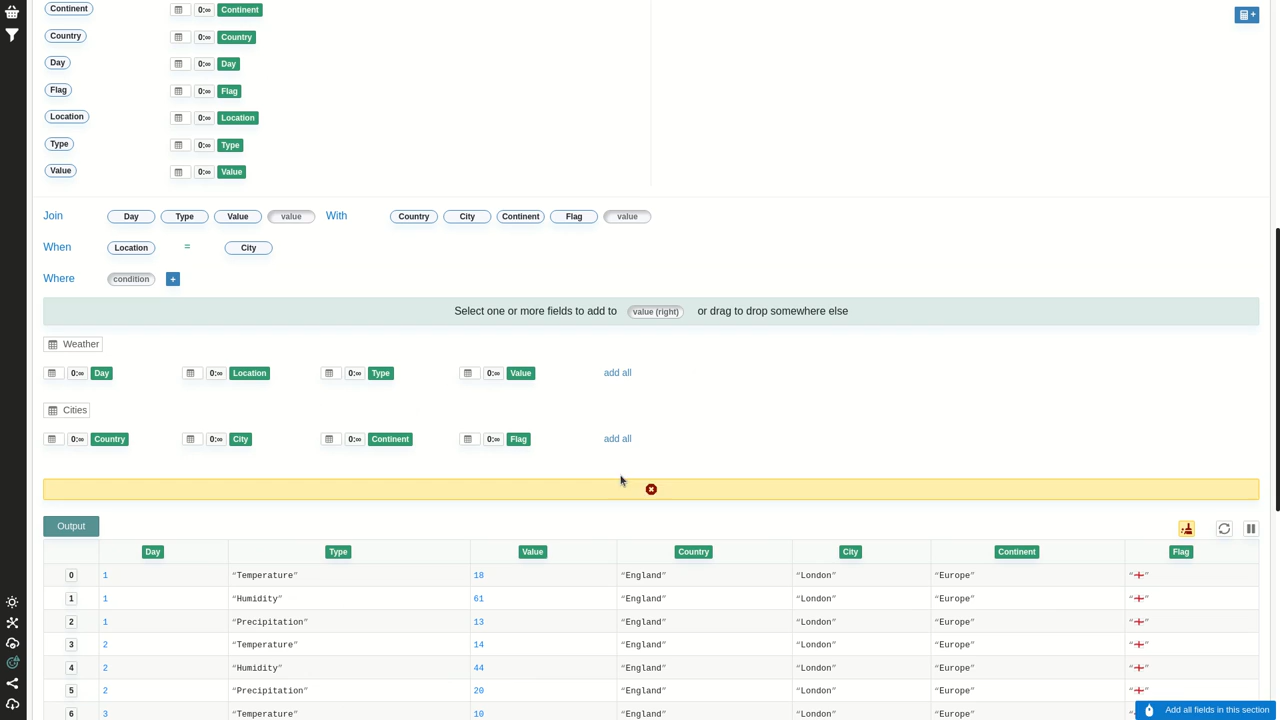 Continent 0:∞ Continent
Country 0:∞ Country
Day 0:∞ Day
Flag 0:∞ Flag
Location 0:∞ Location
Type 0:∞ Type
Value 0:∞ Value
Join Day Type Value value With Country City Continent Flag value
When Location = City
Where condition +
Select one or more fields to add to value (right) or drag to drop somewhere else
Weather
0:∞ Day 0:∞ Location 0:∞ Type 0:∞ Value add all
Cities
0:∞ Country 0:∞ City 0:∞ Continent 0:∞ Flag add all
Output
Day Type Value Country City Continent Flag
0 1 “Temperature” 18 “England” “London” “Europe” “🏴󠁧󠁢󠁥󠁮󠁧󠁿”
1 1 “Humidity” 61 “England” “London” “Europe” “🏴󠁧󠁢󠁥󠁮󠁧󠁿”
2 1 “Precipitation” 13 “England” “London” “Europe” “🏴󠁧󠁢󠁥󠁮󠁧󠁿”
3 2 “Temperature” 14 “England” “London” “Europe” “🏴󠁧󠁢󠁥󠁮󠁧󠁿”
4 2 “Humidity” 44 “England” “London” “Europe” “🏴󠁧󠁢󠁥󠁮󠁧󠁿”
5 2 “Precipitation” 20 “England” “London” “Europe” “🏴󠁧󠁢󠁥󠁮󠁧󠁿”
6 3 “Temperature” 10 “England” “London” “Europe”
Add all fields in this section